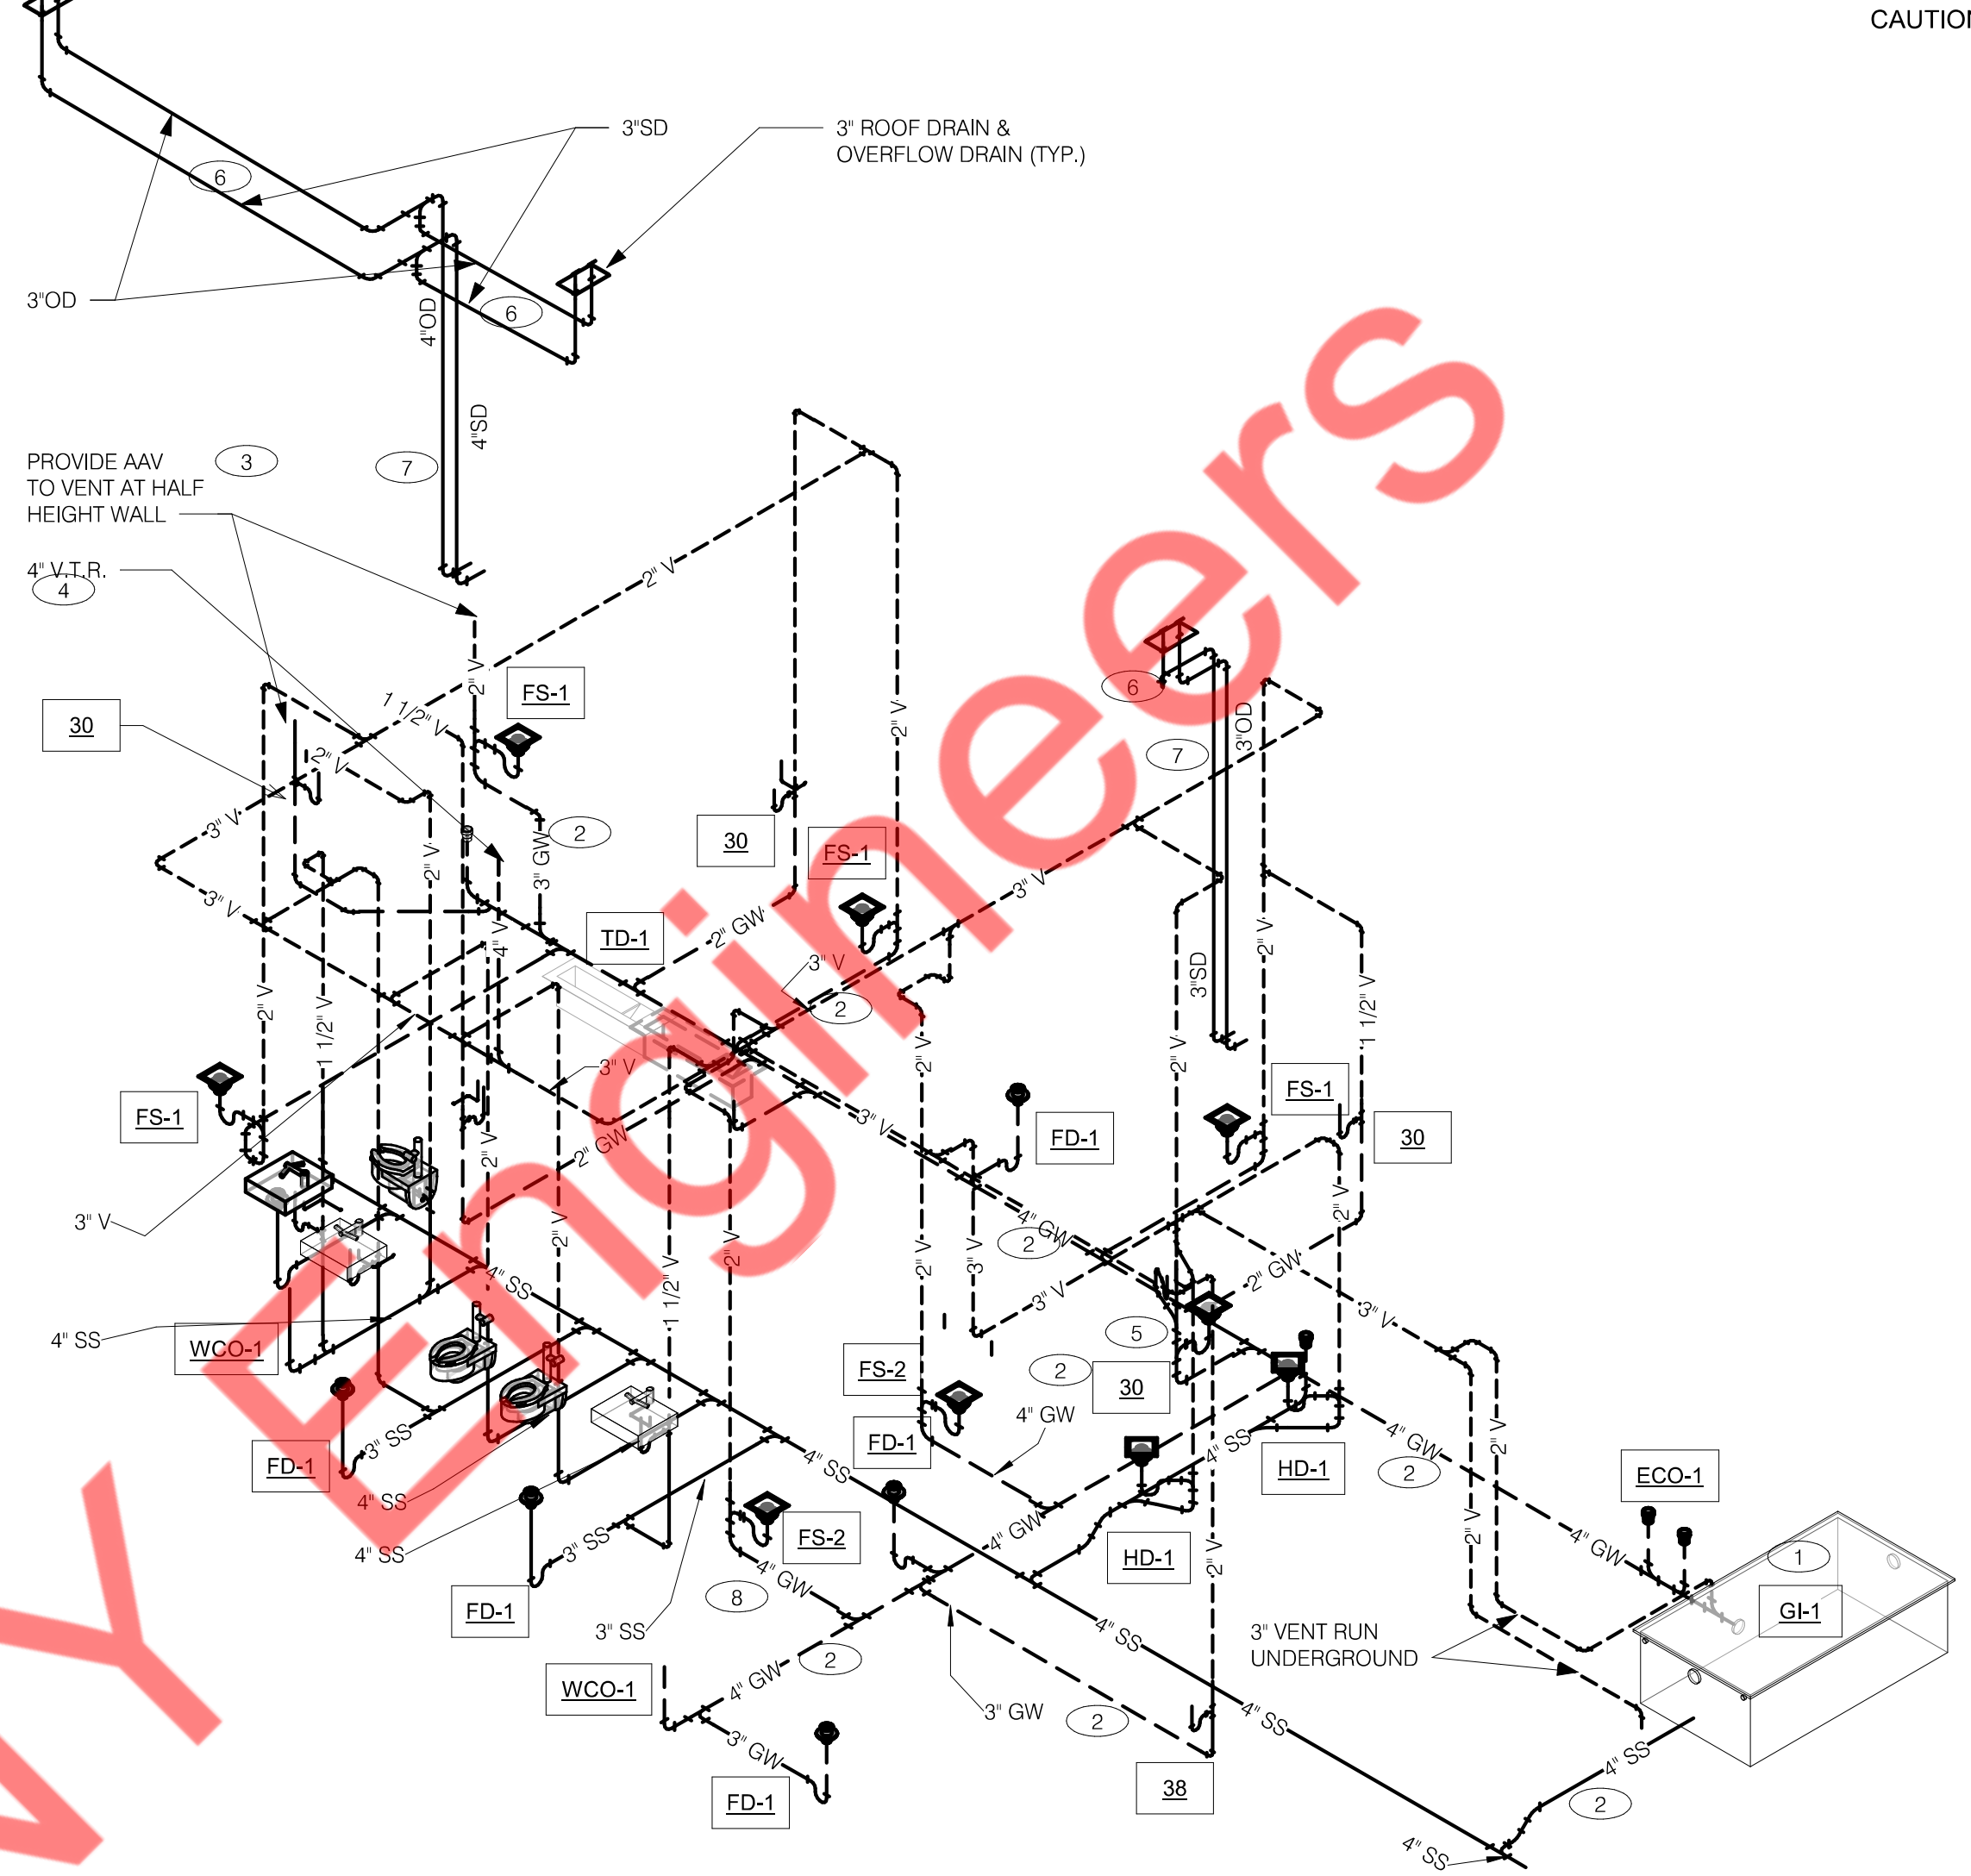 CAUTION
3"SD
3" ROOF DRAIN &
OVERFLOW DRAIN (TYP.)
6
3"OD
6
4"OD
4"SD
PROVIDE AAV
TO VENT AT HALF
HEIGHT WALL
3
7
4" V.T.R.
4
2" V
2" V
FS-1
1 1/2" V
30
2" V
2" V
6
3"OD
7
3" V
2
30
FS-1
2" V
3" GW
3" V
3" V
4" V
TD-1
2" GW
2" V
3" V
2
3"SD
2" V
1 1/2" V
1 1/2" V
2" V
2" V
3" V
FS-1
FS-1
3" V
FD-1
30
2" GW
2" V
3" V
4" GW
2
2" V
2" V
2" V
1 1/2" V
2" V
3" V
3" V
2" GW
4" SS
3" V
4" SS
WCO-1
5
FS-2
2
30
4" GW
FD-1
3" SS
FD-1
4" SS
4" SS
4" SS
HD-1
4" GW
2
2" V
2" V
ECO-1
4" SS
3" SS
FS-2
4" GW
HD-1
2" V
4" GW
1
4" GW
8
GI-1
FD-1
3" SS
4" SS
3" VENT RUN
UNDERGROUND
2
WCO-1
4" GW
3" GW
2
4" SS
3" GW
4" SS
FD-1
38
2
4" SS
Y Engineers